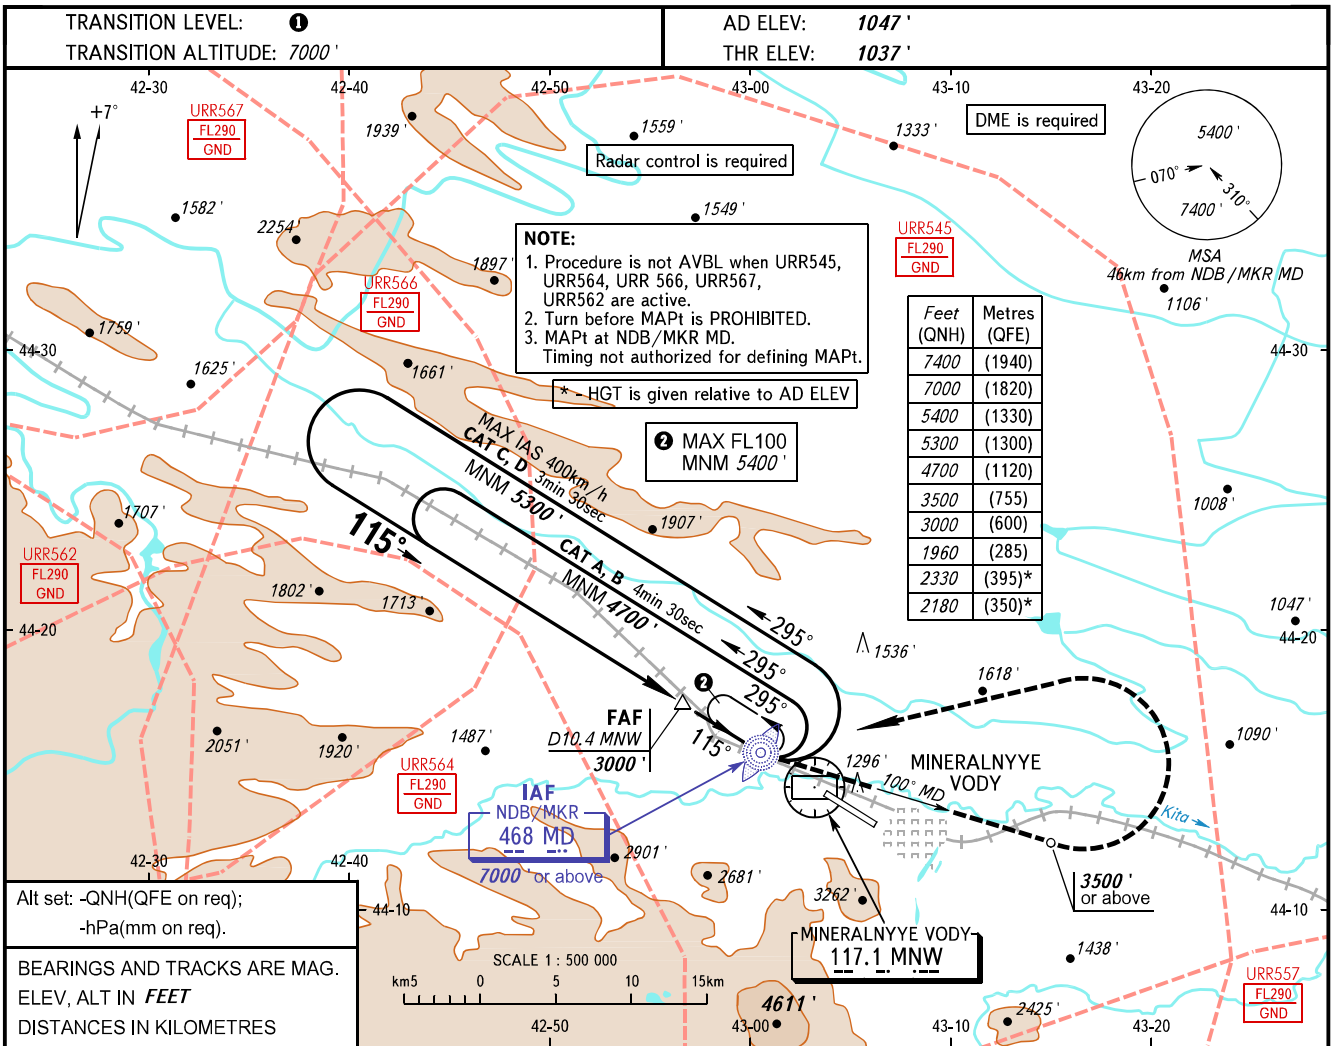 TRANSITION LEVEL: ❶
TRANSITION ALTITUDE: 7000 '
AD ELEV: 1047 '
THR ELEV: 1037 '
42-30
42-40
42-50
43-00
43-10
43-20
+7°
URR567
FL290
GND
1939 '
1559 '
Radar control is required
1333 '
DME is required
5400 '
070°
310°
7400 '
MSA
46km from NDB/MKR MD
1582 '
2254 '
1897 '
1549 '
URR545
FL290
GND
1106 '
NOTE:
1. Procedure is not AVBL when URR545,
URR564, URR 566, URR567,
URR562 are active.
2. Turn before MAPt is PROHIBITED.
3. MAPt at NDB/MKR MD.
Timing not authorized for defining MAPt.
* - HGT is given relative to AD ELEV
URR566
FL290
GND
1759 '
44-30
1625 '
1661 '
44-30
Feet Metres
(QNH) (QFE)
7400 (1940)
7000 (1820)
5400 (1330)
5300 (1300)
4700 (1120)
3500 (755)
3000 (600)
1960 (285)
2330 (395)*
2180 (350)*
❷ MAX FL100
MNM 5400 '
MAX IAS 400km/h
CAT C, D 3min 30sec
MNM 5300 '
115°
1707 '
1907 '
1008 '
URR562
FL290
GND
CAT A, B 4min 30sec
MNM 4700 '
1802 '
1713 '
1047 '
44-20
295°
295°
295°
1536 '
44-20
❷
1618 '
FAF
D10.4 MNW
3000 '
115°
2051 '
1920 '
1487 '
1090 '
URR564
FL290
GND
1296 '
100° MD
MINERALNYYE
VODY
Kita
IAF
NDB/MKR
468 MD
7000 ' or above
2901 '
2681 '
3262 '
3500 '
or above
42-30
42-40
44-10
44-10
Alt set: -QNH(QFE on req);
-hPa(mm on req).
MINERALNYYE VODY
117.1 MNW
1438 '
BEARINGS AND TRACKS ARE MAG.
ELEV, ALT IN FEET
DISTANCES IN KILOMETRES
SCALE 1 : 500 000
km5 0 5 10 15km
4611 '
2425 '
URR557
FL290
GND
42-50
43-00
43-10
43-20